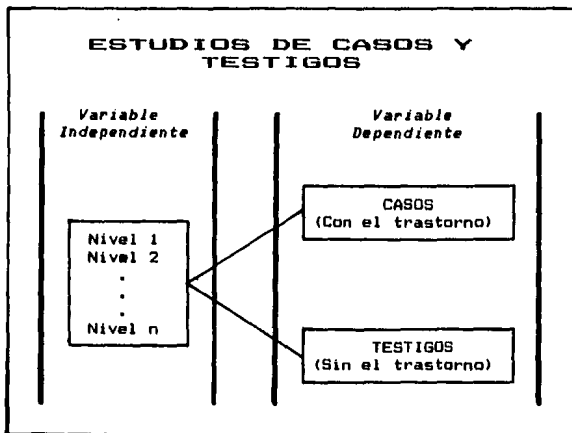 ESTUDIOS DE CASOS Y
TESTIGOS
Variable
Independiente
Variable
Dependiente
Nivel 1
Nivel 2
.
.
.
Nivel n
CASOS
(Con el trastorno)
TESTIGOS
(Sin el trastorno)